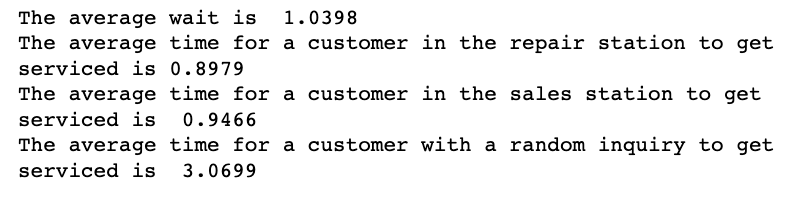 The average wait is  1.0398
The average time for a customer in the repair station to get
serviced is 0.8979
The average time for a customer in the sales station to get
serviced is  0.9466
The average time for a customer with a random inquiry to get
serviced is  3.0699